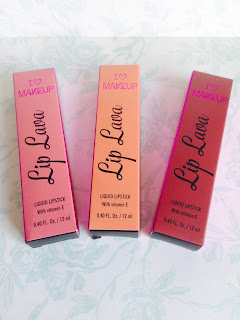 I ♡
MAKEUP
Lip Lava
LIQUID LIPSTICK
With vitamin E
0.40 FL. Oz. / 12 ml
I ♡
MAKEUP
Lip Lava
LIQUID LIPSTICK
With vitamin E
0.40 FL. Oz. / 12 ml
I ♡
MAKEUP
Lip Lava
LIQUID LIPSTICK
With vitamin E
0.40 FL. Oz. / 12 ml